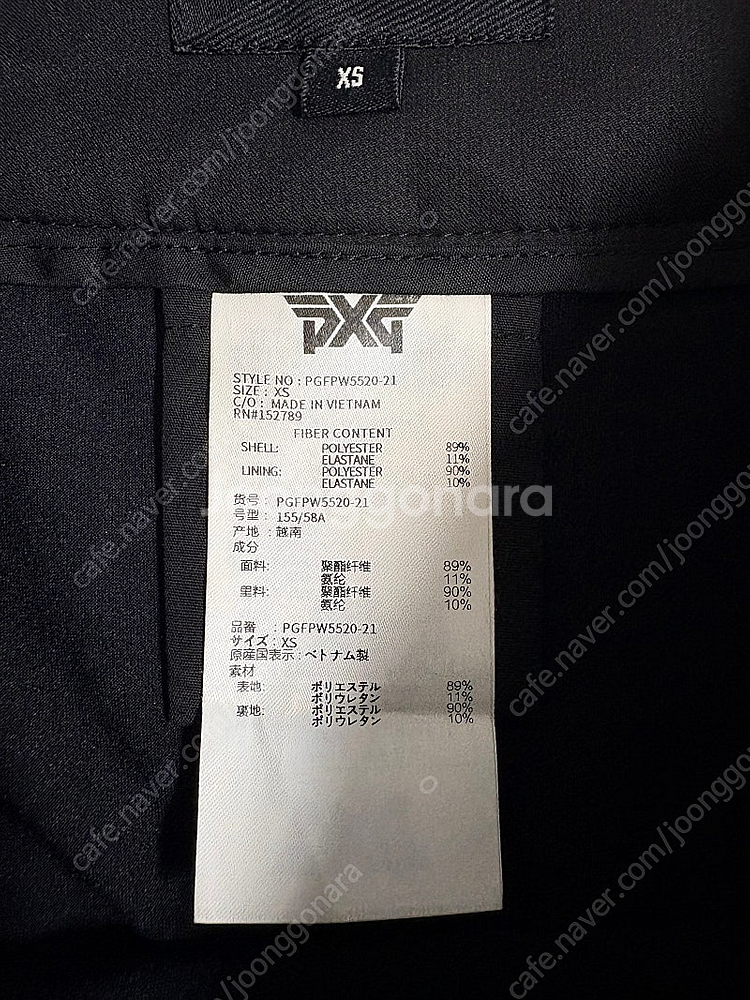 XS
PXG
STYLE NO : PGFPW5520-21
SIZE : XS
C/O : MADE IN VIETNAM
RN#152789
FIBER CONTENT
SHELL: POLYESTER 89%
ELASTANE 11%
LINING: POLYESTER 90%
ELASTANE 10%
货号 : PGFPW5520-21
号型 : 155/58A
产地 : 越南
成分
面料: 聚酯纤维 89%
氨纶 11%
里料: 聚酯纤维 90%
氨纶 10%
品番 : PGFPW5520-21
サイズ : XS
原産国表示 : ベトナム製
素材
表地: ポリエステル 89%
ポリウレタン 11%
裏地: ポリエステル 90%
ポリウレタン 10%
joonggonara
cafe.naver.com/joonggonara